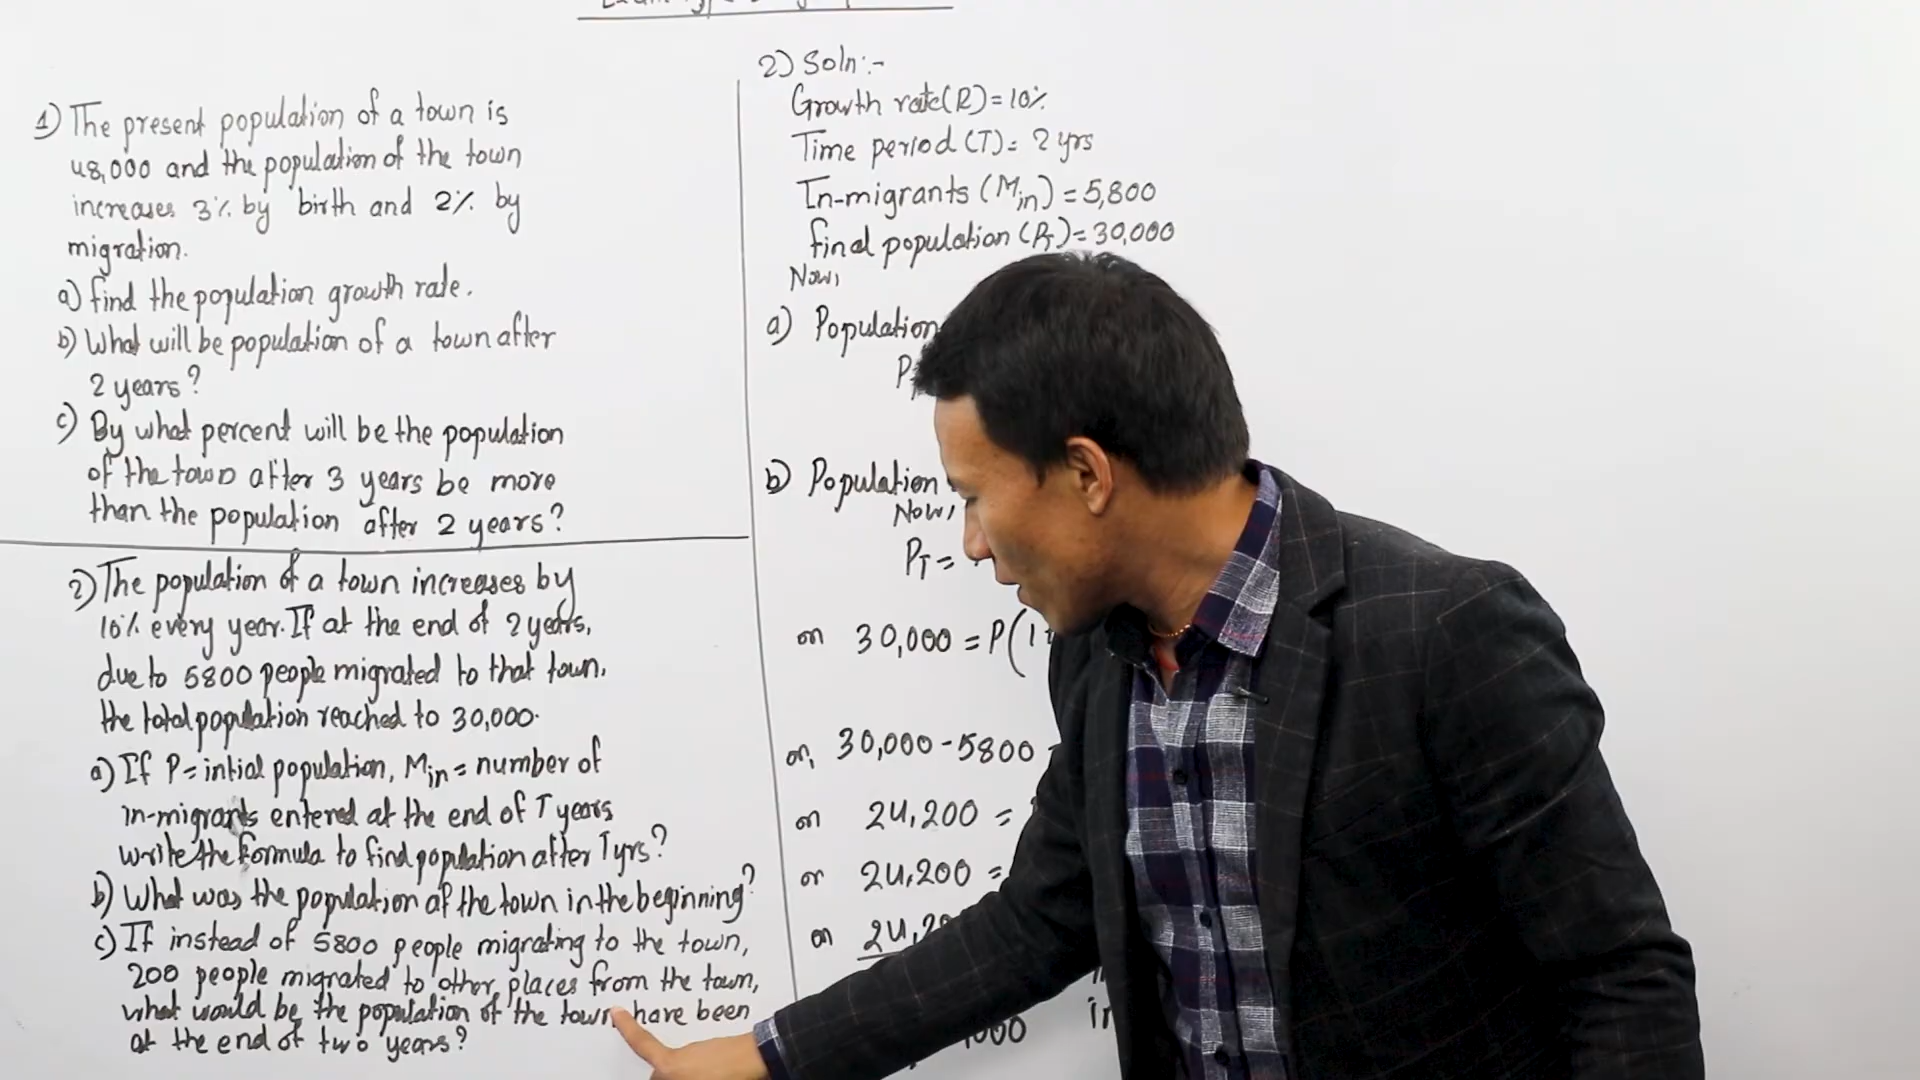 1) The present population of a town is
48,000 and the population of the town
increases 3% by birth and 2% by
migration.
a) find the population growth rate.
b) What will be population of a town after
2 years?
c) By what percent will be the population
of the town after 3 years be more
than the population after 2 years?
2) The population of a town increases by
10% every year. If at the end of 2 years,
due to 5800 people migrated to that town,
the total population reached to 30,000.
a) If P = intial population, Min = number of
in-migrants entered at the end of T years
write the formula to find population after T yrs?
b) What was the population of the town in the beginning?
c) If instead of 5800 people migrating to the town,
200 people migrated to other places from the town,
what would be the population of the town have been
at the end of two years?
2) Soln:-
Growth rate (R) = 10%
Time period (T) = 2 yrs
In-migrants (Min) = 5,800
final population (PT) = 30,000
Now,
a) Population
b) Population
Now,
PT =
or 30,000 = P(1+
or, 30,000 - 5800
or 24,200 =
or 24,200 =
or